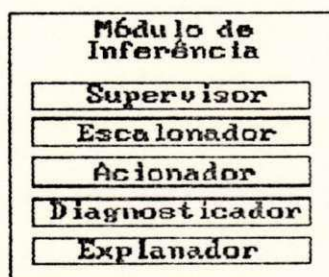 Módulo de
Inferência
Supervisor
Escalonador
Acionador
Diagnosticador
Explanador